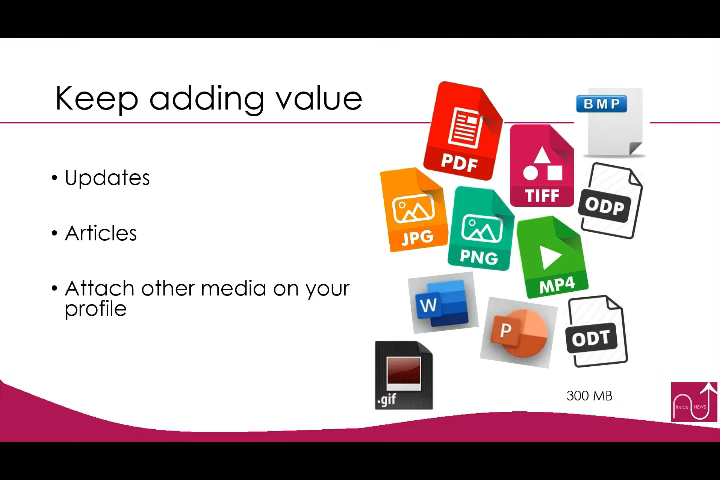 Keep adding value
• Updates
• Articles
• Attach other media on your
profile
PDF
BMP
TIFF
ODP
JPG
PNG
MP4
W
P
ODT
.gif
300 MB
NEWS